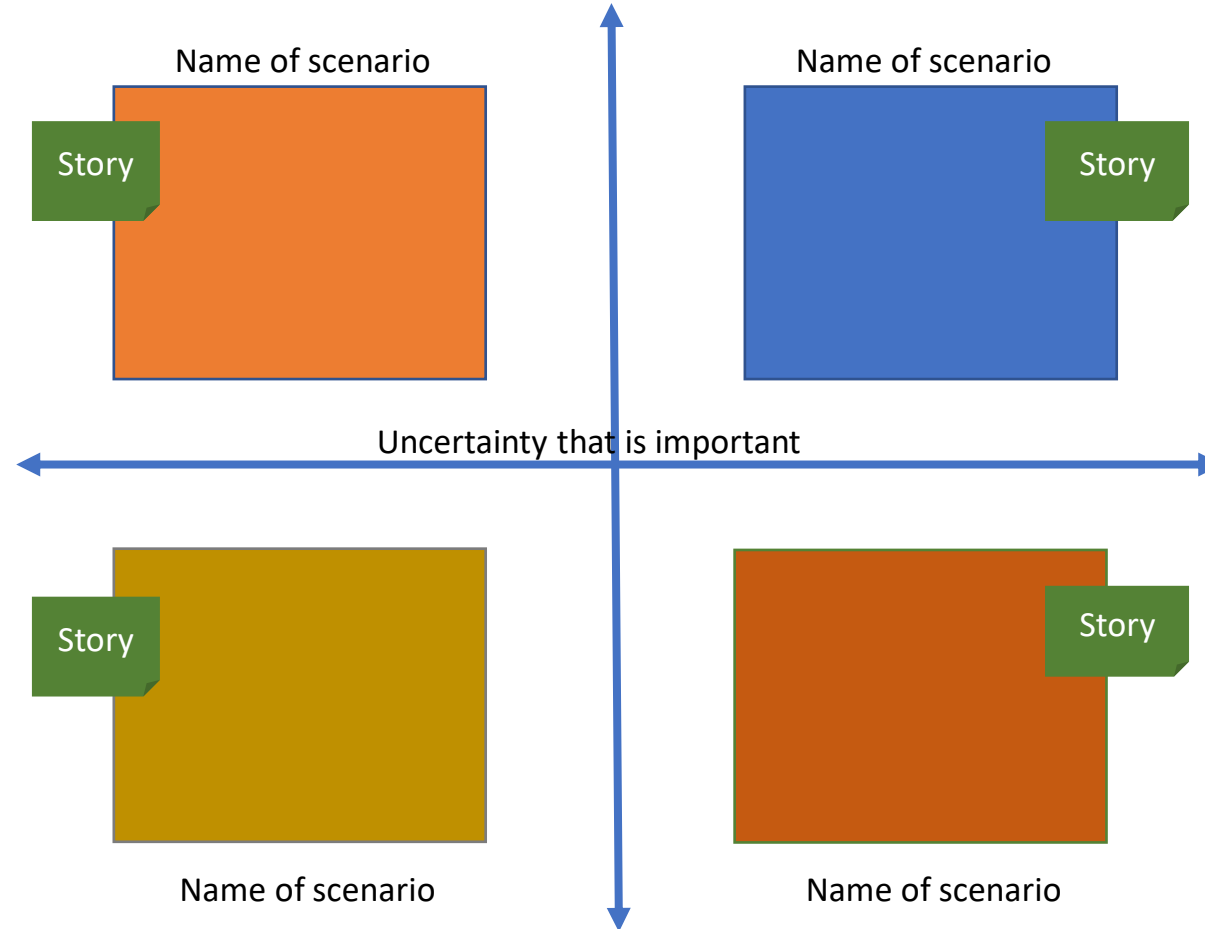 Name of scenario
Name of scenario
Story
Story
Uncertainty that is important
Story
Story
Name of scenario
Name of scenario